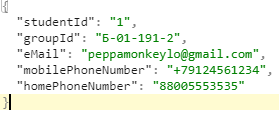 {
"studentId": "1",
"groupId": "Б-01-191-2",
"eMail": "peppamonkeylo@gmail.com",
"mobilePhoneNumber": "+79124561234",
"homePhoneNumber": "88005553535"
}